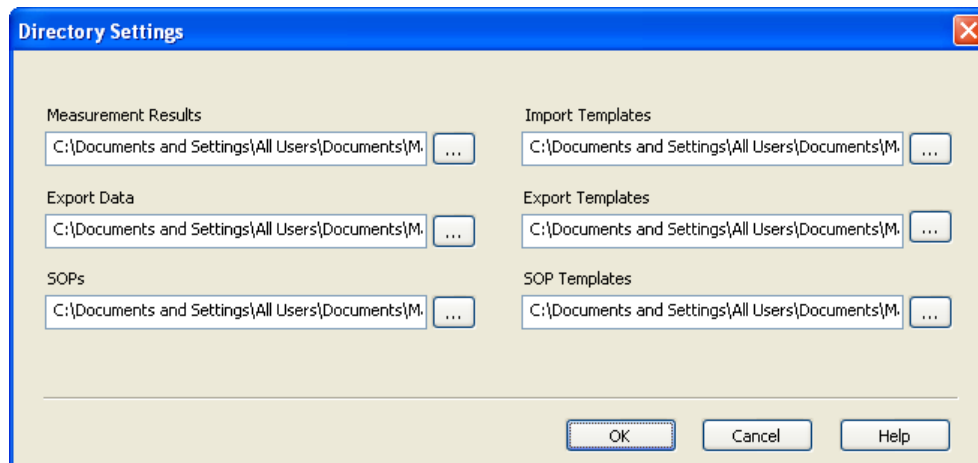 Directory Settings
Measurement Results
C:\Documents and Settings\All Users\Documents\M.
...
Import Templates
C:\Documents and Settings\All Users\Documents\M.
...
Export Data
C:\Documents and Settings\All Users\Documents\M.
...
Export Templates
C:\Documents and Settings\All Users\Documents\M.
...
SOPs
C:\Documents and Settings\All Users\Documents\M.
...
SOP Templates
C:\Documents and Settings\All Users\Documents\M.
...
OK
Cancel
Help